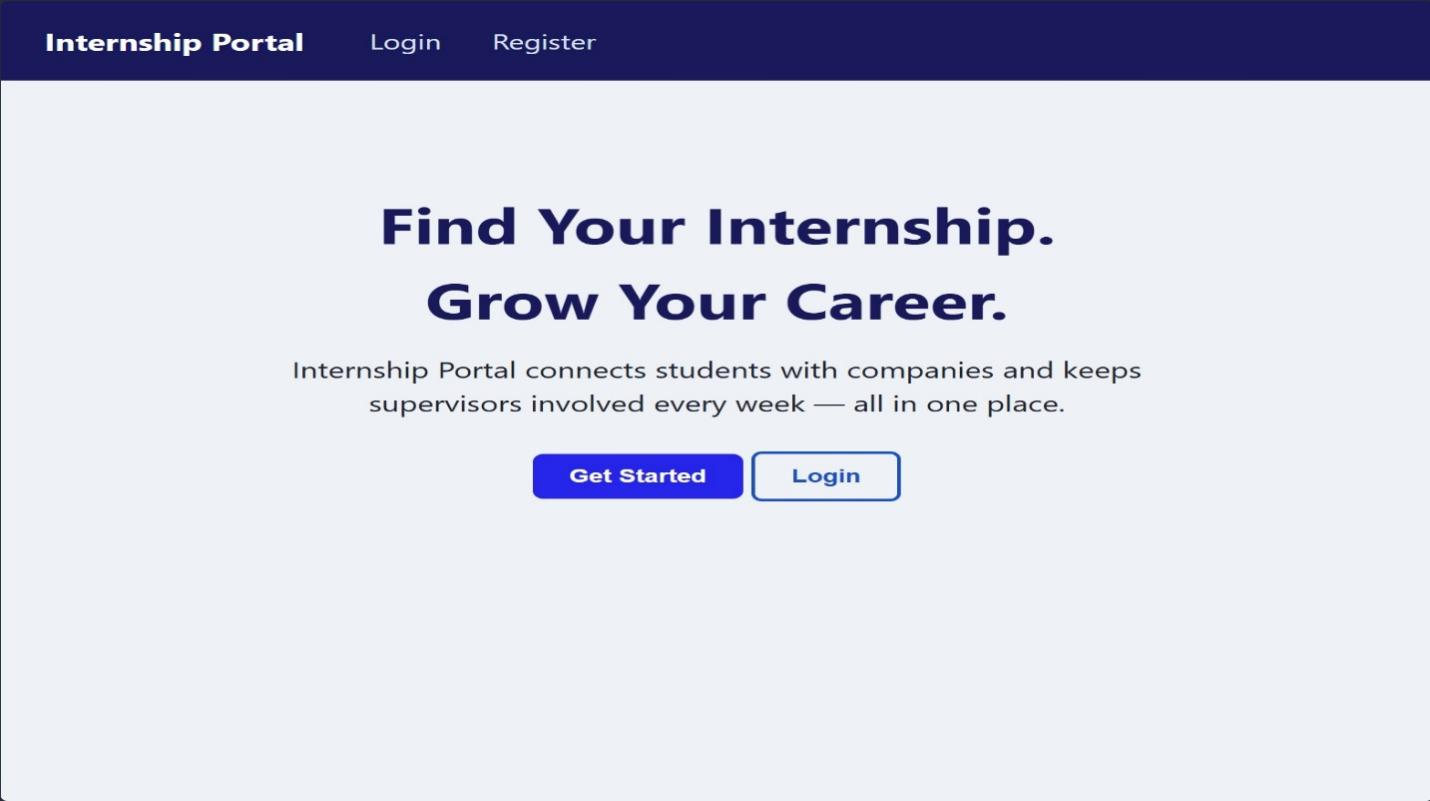 Internship Portal Login Register
Find Your Internship.
Grow Your Career.
Internship Portal connects students with companies and keeps
supervisors involved every week — all in one place.
Get Started Login